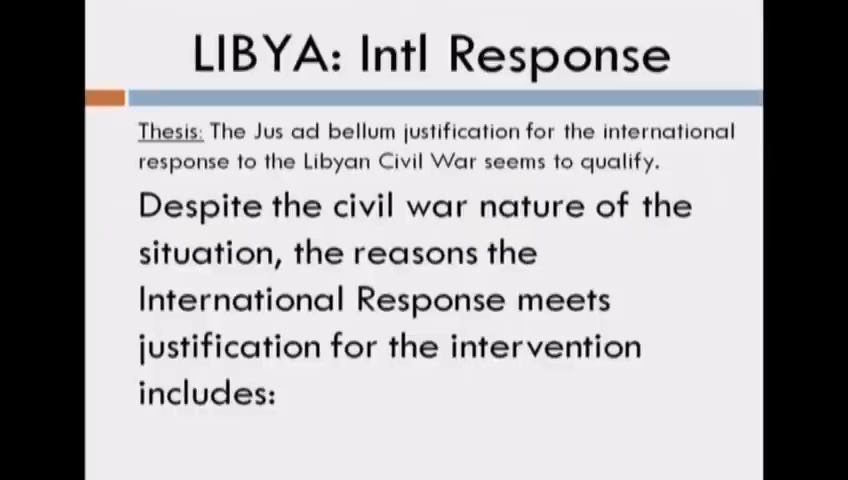 LIBYA: Intl Response
Thesis: The Jus ad bellum justification for the international
response to the Libyan Civil War seems to qualify.
Despite the civil war nature of the
situation, the reasons the
International Response meets
justification for the intervention
includes: